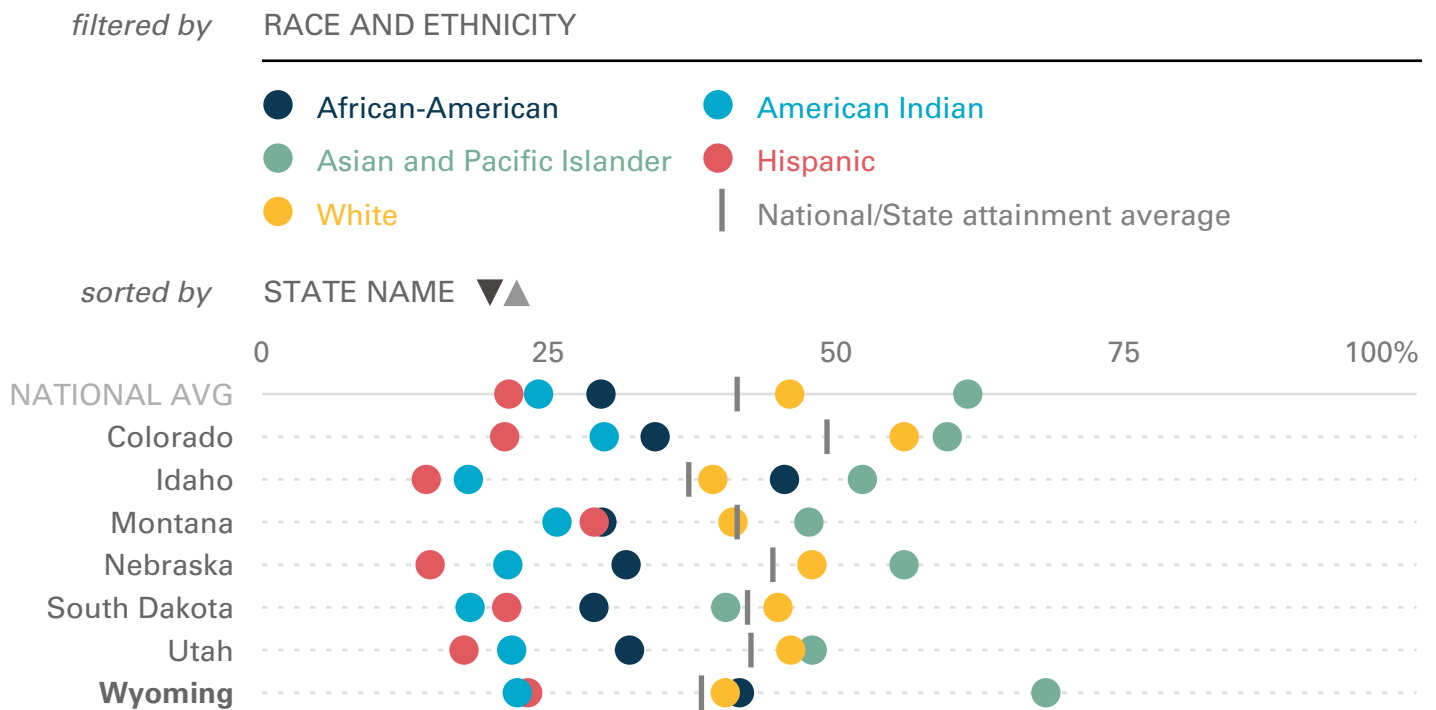 filtered by RACE AND ETHNICITY
African-American American Indian
Asian and Pacific Islander Hispanic
White National/State attainment average
sorted by STATE NAME ▼▲
0 25 50 75 100%
NATIONAL AVG
Colorado
Idaho
Montana
Nebraska
South Dakota
Utah
Wyoming